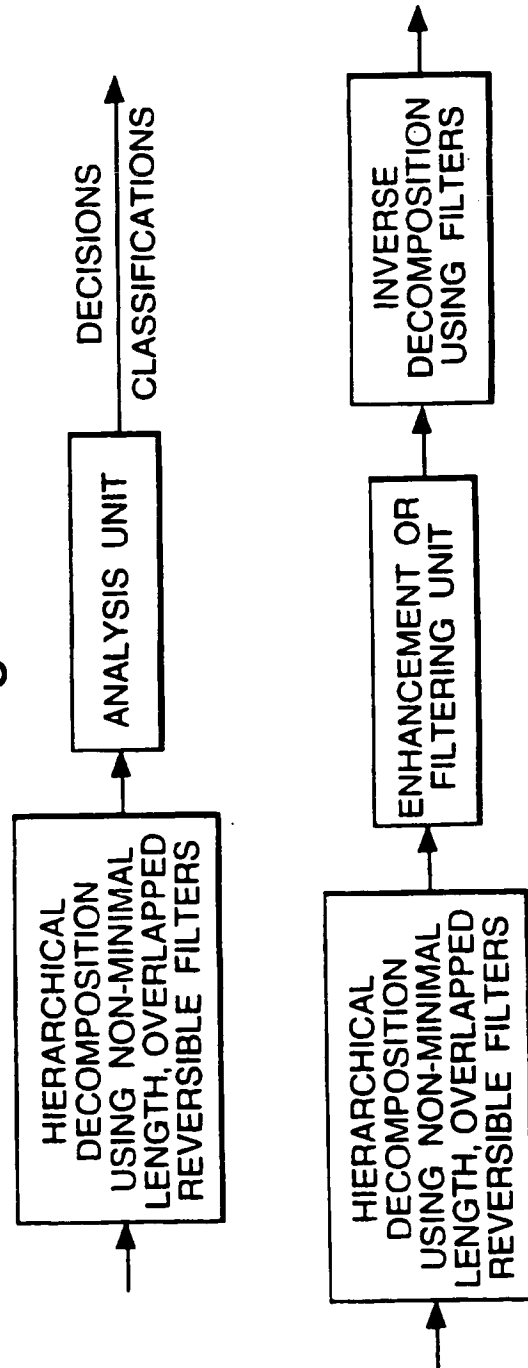 HIERARCHICAL
DECOMPOSITION
USING NON-MINIMAL
LENGTH, OVERLAPPED
REVERSIBLE FILTERS
ANALYSIS UNIT
DECISIONS
CLASSIFICATIONS
HIERARCHICAL
DECOMPOSITION
USING NON-MINIMAL
LENGTH, OVERLAPPED
REVERSIBLE FILTERS
ENHANCEMENT OR
FILTERING UNIT
INVERSE
DECOMPOSITION
USING FILTERS